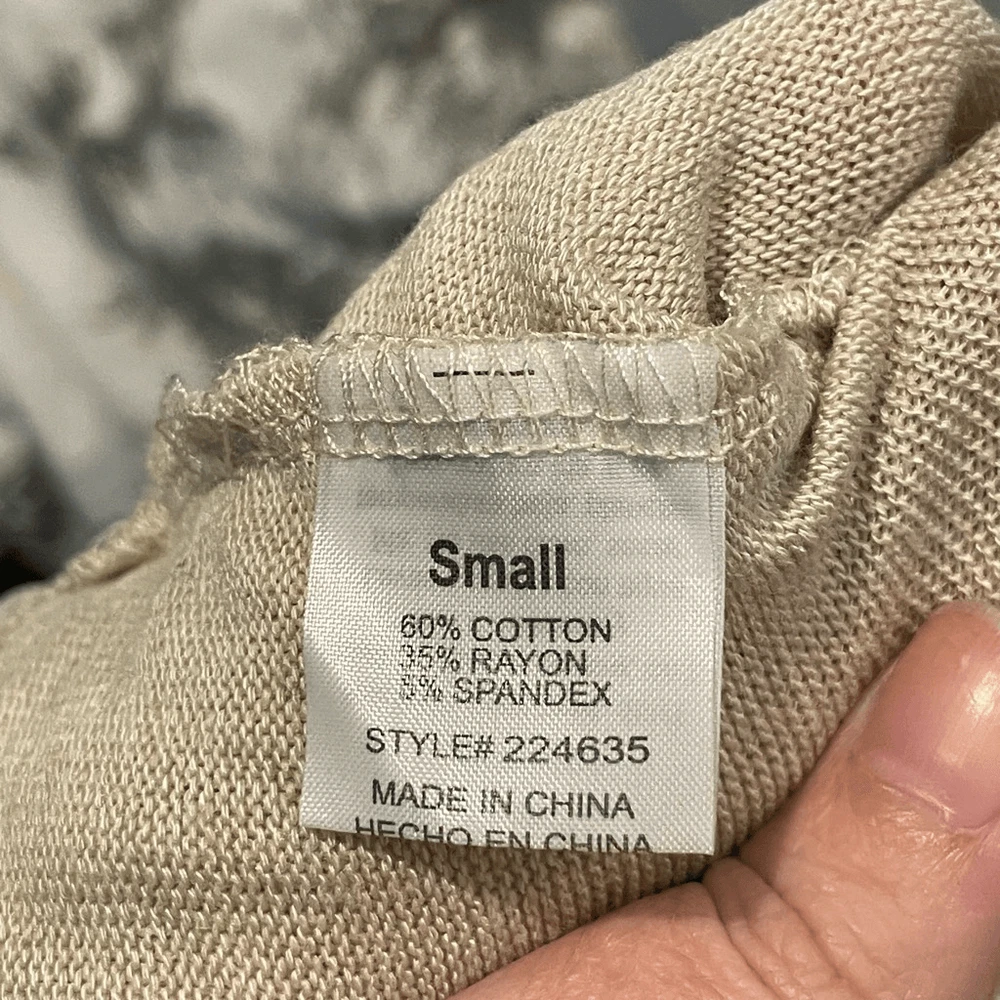 Small
60% COTTON
35% RAYON
5% SPANDEX
STYLE# 224635
MADE IN CHINA
HECHO EN CHINA